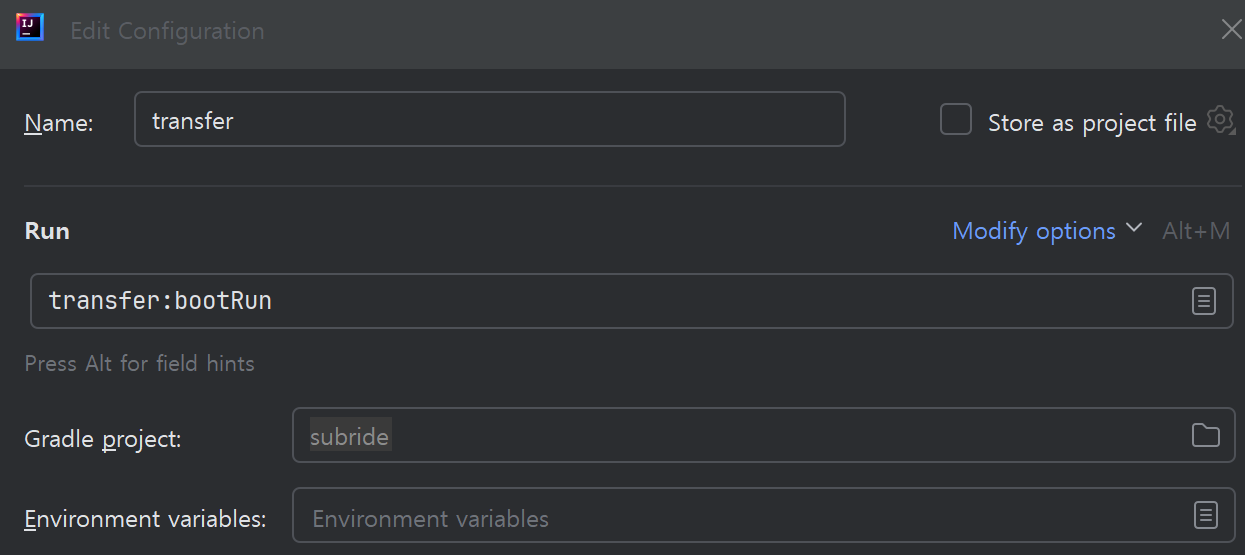 IJ
Edit Configuration
Name: transfer Store as project file
Run Modify options Alt+M
transfer:bootRun
Press Alt for field hints
Gradle project: subride
Environment variables: Environment variables